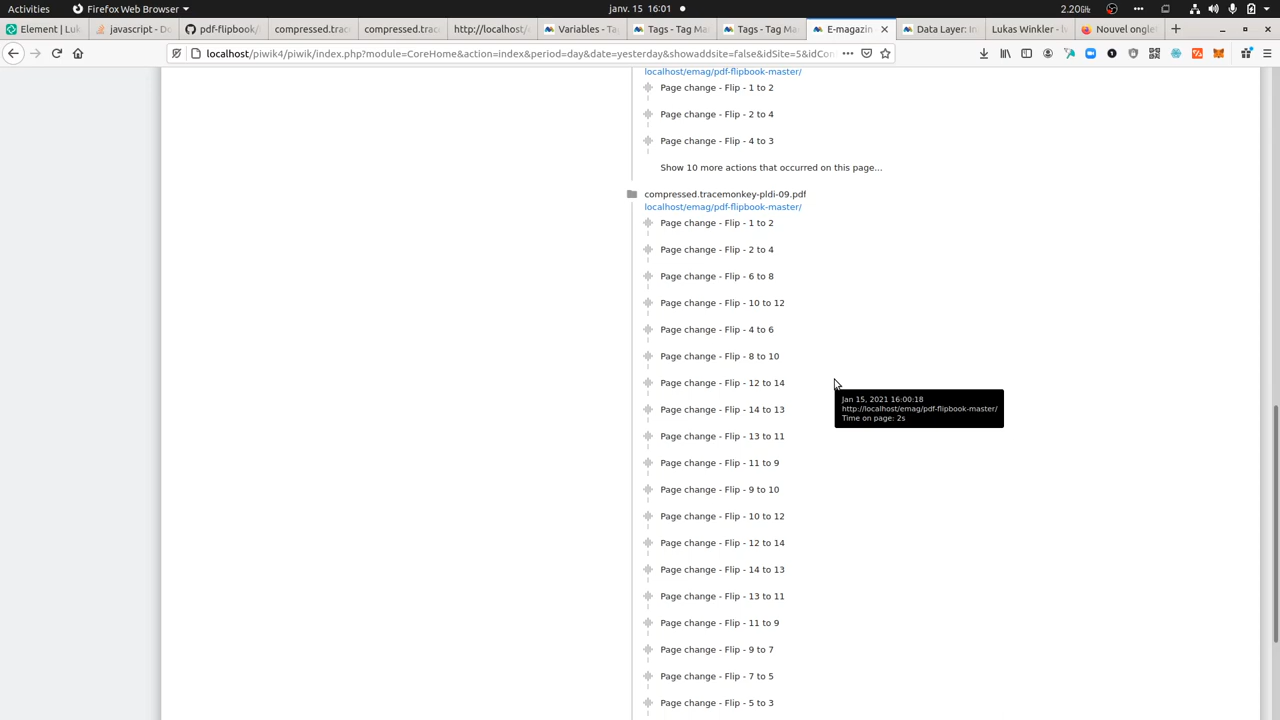 Activities
Firefox Web Browser
janv. 15 16:01
2.20GHz
Element | Luk
javascript - D
pdf-flipbook/
compressed.trac
compressed.trac
http://localhost/
Variables - Ta
Tags - Tag Ma
Tags - Tag Ma
E-magazin
Data Layer: In
Lukas Winkler - lw
Nouvel onglet
localhost/piwik4/piwik/index.php?module=CoreHome&action=index&period=day&date=yesterday&showaddsite=false&idSite=5&idCon
localhost/emag/pdf-flipbook-master/
Page change - Flip - 1 to 2
Page change - Flip - 2 to 4
Page change - Flip - 4 to 3
Show 10 more actions that occurred on this page...
compressed.tracemonkey-pldi-09.pdf
localhost/emag/pdf-flipbook-master/
Page change - Flip - 1 to 2
Page change - Flip - 2 to 4
Page change - Flip - 6 to 8
Page change - Flip - 10 to 12
Page change - Flip - 4 to 6
Page change - Flip - 8 to 10
Page change - Flip - 12 to 14
Jan 15, 2021 16:00:18
http://localhost/emag/pdf-flipbook-master/
Time on page: 2s
Page change - Flip - 14 to 13
Page change - Flip - 13 to 11
Page change - Flip - 11 to 9
Page change - Flip - 9 to 10
Page change - Flip - 10 to 12
Page change - Flip - 12 to 14
Page change - Flip - 14 to 13
Page change - Flip - 13 to 11
Page change - Flip - 11 to 9
Page change - Flip - 9 to 7
Page change - Flip - 7 to 5
Page change - Flip - 5 to 3